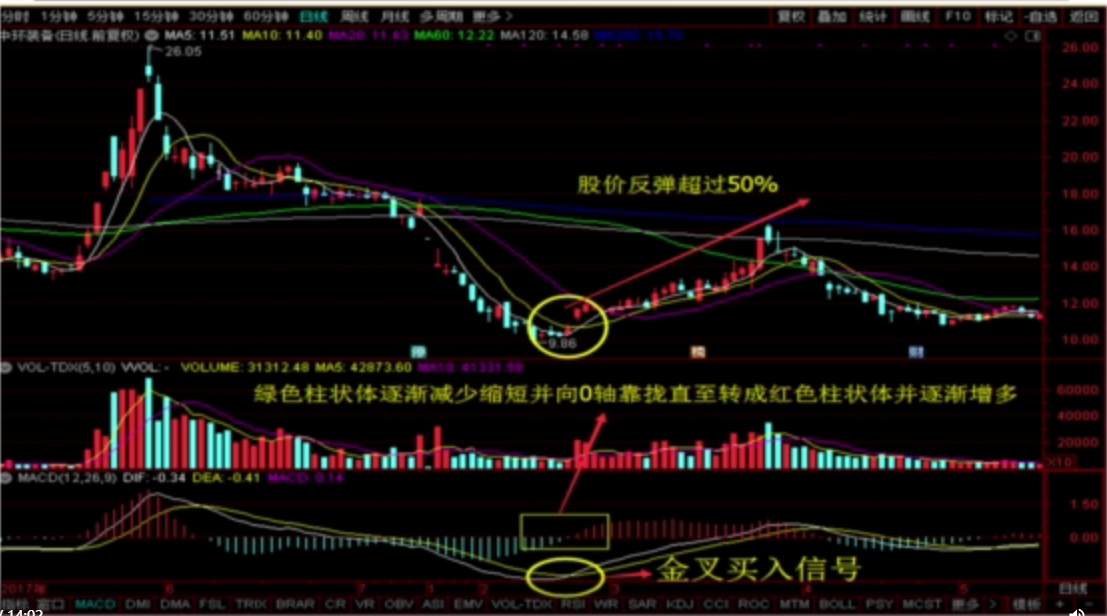 分时 1分钟 5分钟 15分钟 30分钟 60分钟 日线 周线 月线 多周期 更多> 复权 叠加 统计 画线 F10 标记 -自选 返回
中环装备(日线.前复权) MA5: 11.51 MA10: 11.40 MA20: 11.43 MA60: 12.22 MA120: 14.58
26.05
26.00
24.00
22.00
20.00
股价反弹超过50%
18.00
16.00
14.00
12.00
10.00
9.86
财
VOL-TDX(5,10) VVOL: - VOLUME: 31312.48 MA5: 42873.60 MA10: 41331.59
绿色柱状体逐渐减少缩短并向0轴靠拢直至转成红色柱状体并逐渐增多
60000
40000
20000
X10
MACD(12,26,9) DIF: -0.34 DEA: -0.41 MACD: 0.14
1.50
0.00
金叉买入信号
2017年 6 7 1 2 3 4 5 日线
指标 窗口 MACD DMI DMA FSL TRIX BRAR CR VR OBV ASI EMV VOL-TDX RSI WR SAR KDJ CCI ROC MTM BOLL PSY MCST 更多 > 模板 +
14:02